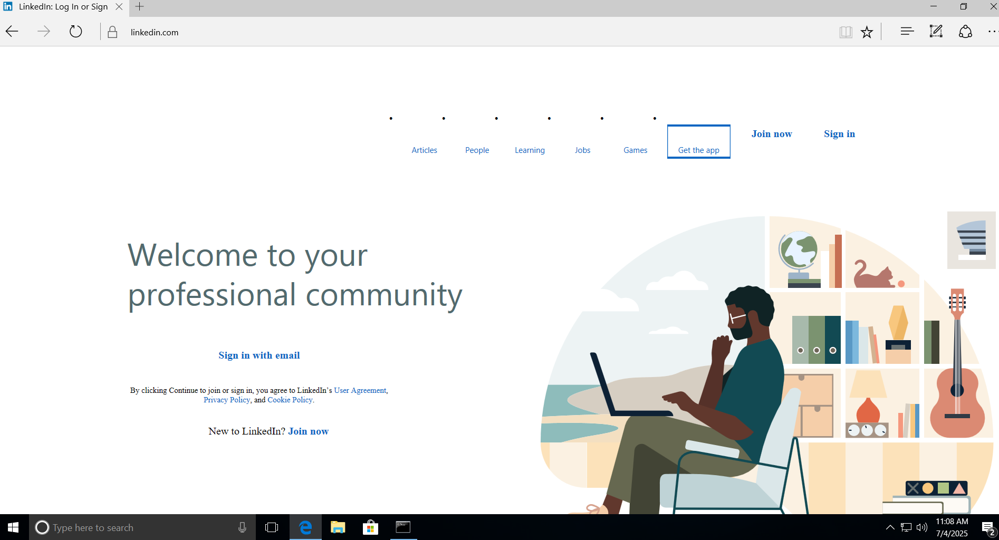 LinkedIn: Log In or Sign
linkedin.com
Articles
People
Learning
Jobs
Games
Get the app
Join now
Sign in
Welcome to your
professional community
Sign in with email
By clicking Continue to join or sign in, you agree to LinkedIn’s User Agreement,
Privacy Policy, and Cookie Policy.
New to LinkedIn? Join now
Type here to search
11:08 AM
7/4/2025
2